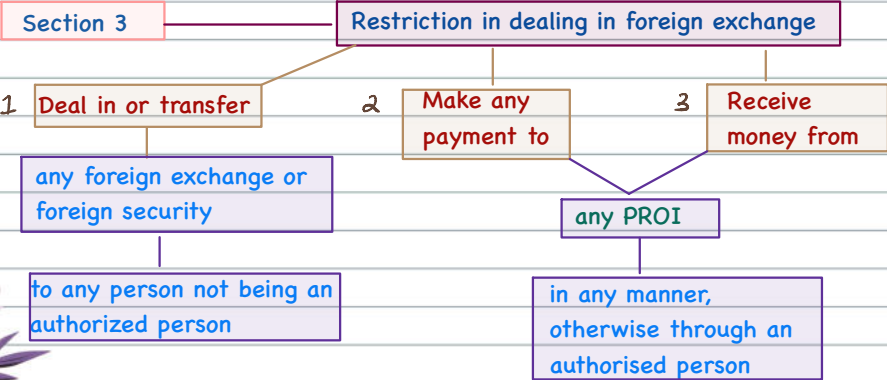 Section 3
Restriction in dealing in foreign exchange
1
Deal in or transfer
2
Make any
payment to
3
Receive
money from
any foreign exchange or
foreign security
any PROI
to any person not being an
authorized person
in any manner,
otherwise through an
authorised person